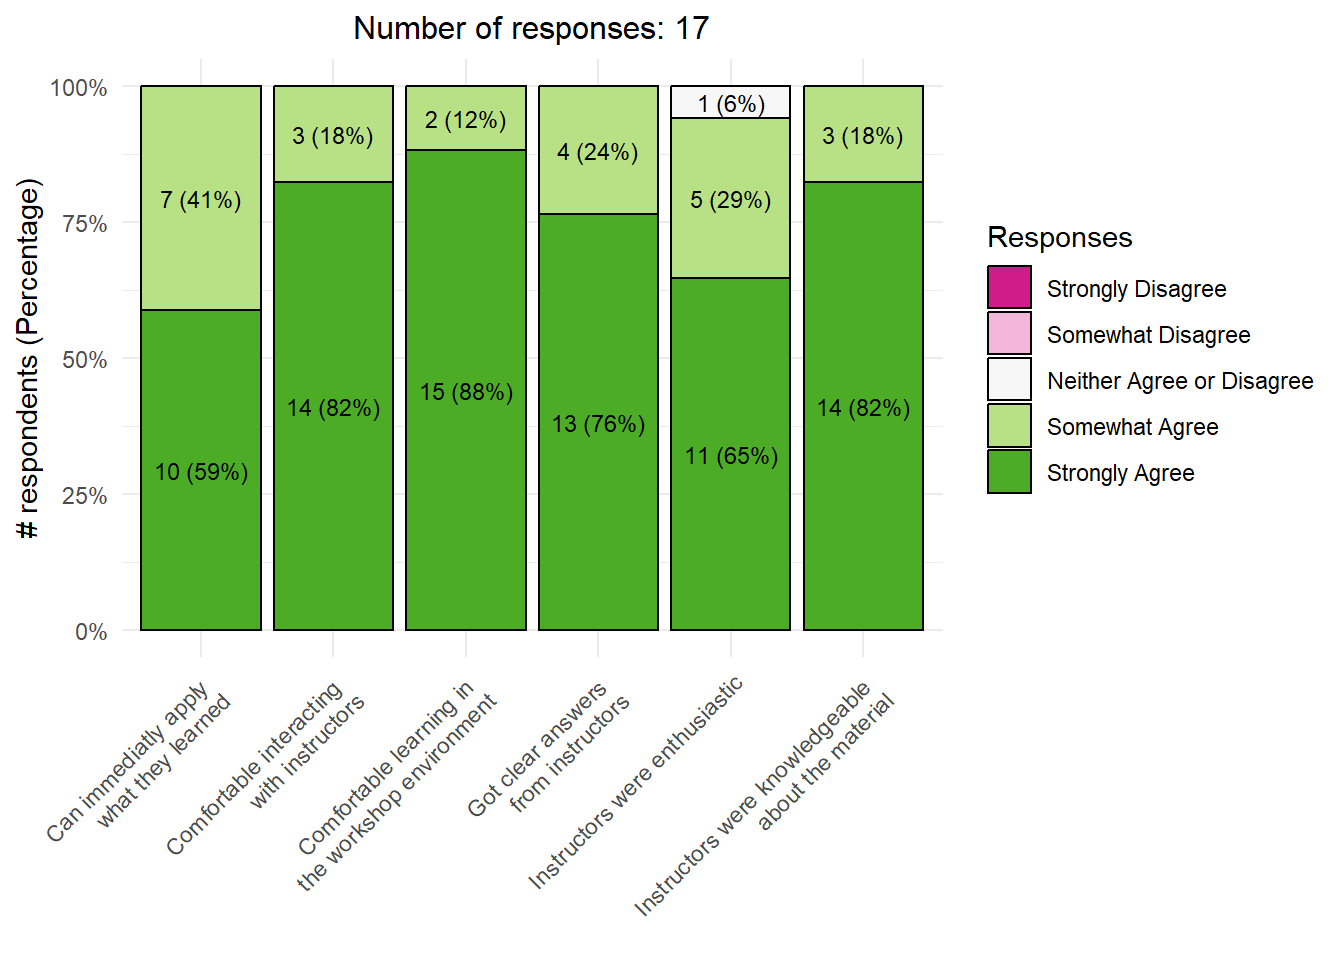 Number of responses: 17
# respondents (Percentage)
100%
75%
50%
25%
0%
7 (41%)
10 (59%)
3 (18%)
14 (82%)
2 (12%)
15 (88%)
4 (24%)
13 (76%)
1 (6%)
5 (29%)
11 (65%)
3 (18%)
14 (82%)
Can immediatly apply
what they learned
Comfortable interacting
with instructors
Comfortable learning in
the workshop environment
Got clear answers
from instructors
Instructors were enthusiastic
Instructors were knowledgeable
about the material
Responses
Strongly Disagree
Somewhat Disagree
Neither Agree or Disagree
Somewhat Agree
Strongly Agree